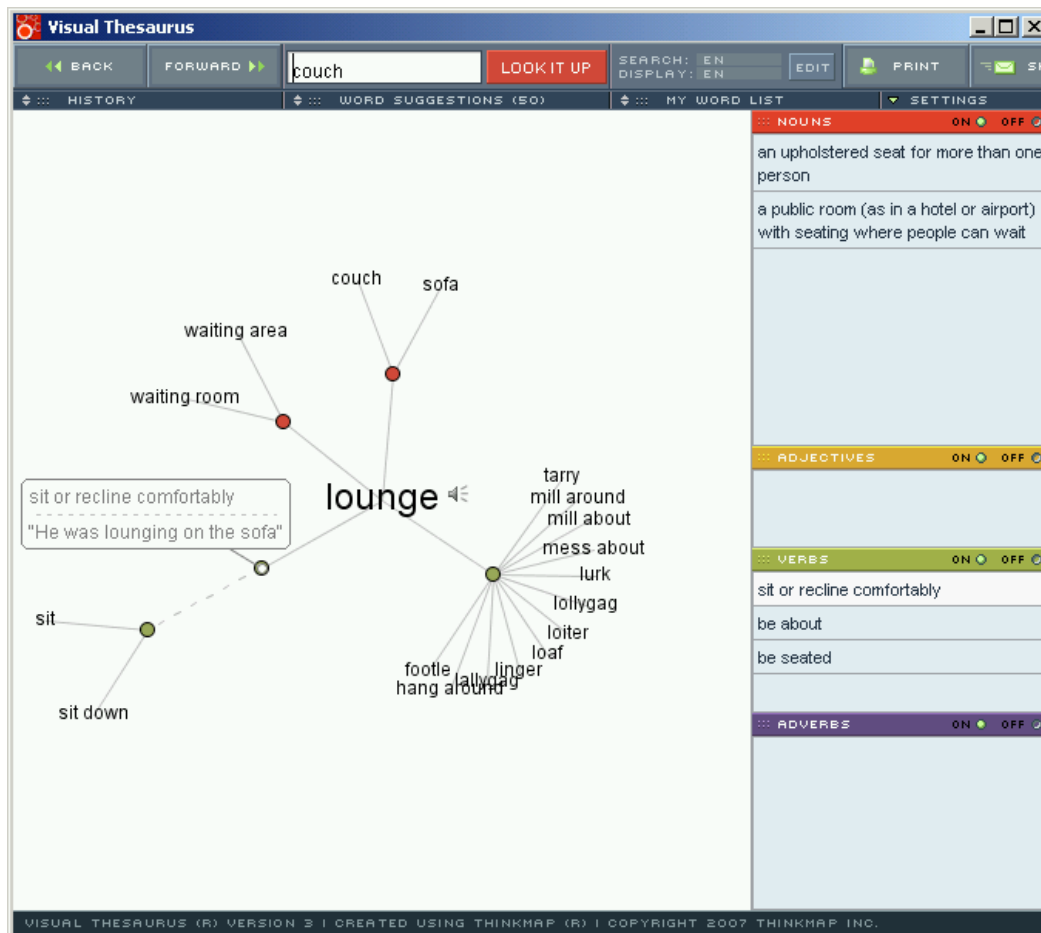 Visual Thesaurus
BACK
FORWARD
couch
LOOK IT UP
SEARCH: EN
DISPLAY: EN
EDIT
PRINT
HISTORY
WORD SUGGESTIONS (50)
MY WORD LIST
SETTINGS
NOUNS ON OFF
an upholstered seat for more than one
person
a public room (as in a hotel or airport)
with seating where people can wait
couch
sofa
waiting area
waiting room
lounge
sit or recline comfortably
"He was lounging on the sofa"
sit
sit down
tarry
mill around
mill about
mess about
lurk
lollygag
loiter
loaf
linger
lallygag
footle
hang around
ADJECTIVES ON OFF
VERBS ON OFF
sit or recline comfortably
be about
be seated
ADVERBS ON OFF
VISUAL THESAURUS (R) VERSION 3 | CREATED USING THINKMAP (R) | COPYRIGHT 2007 THINKMAP INC.